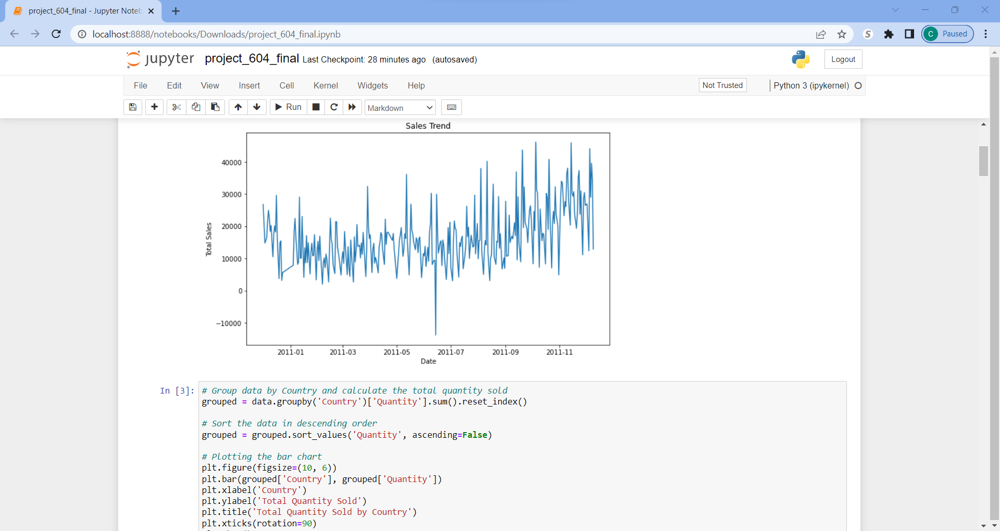 project_604_final - Jupyter Noteb
localhost:8888/notebooks/Downloads/project_604_final.ipynb
S
C Paused
jupyter project_604_final Last Checkpoint: 28 minutes ago (autosaved)
Logout
File Edit View Insert Cell Kernel Widgets Help
Not Trusted
Python 3 (ipykernel)
Run
Markdown
Sales Trend
40000
30000
20000
10000
0
−10000
Total Sales
2011-01 2011-03 2011-05 2011-07 2011-09 2011-11
Date
In [3]: # Group data by Country and calculate the total quantity sold
grouped = data.groupby('Country')['Quantity'].sum().reset_index()
# Sort the data in descending order
grouped = grouped.sort_values('Quantity', ascending=False)
# Plotting the bar chart
plt.figure(figsize=(10, 6))
plt.bar(grouped['Country'], grouped['Quantity'])
plt.xlabel('Country')
plt.ylabel('Total Quantity Sold')
plt.title('Total Quantity Sold by Country')
plt.xticks(rotation=90)